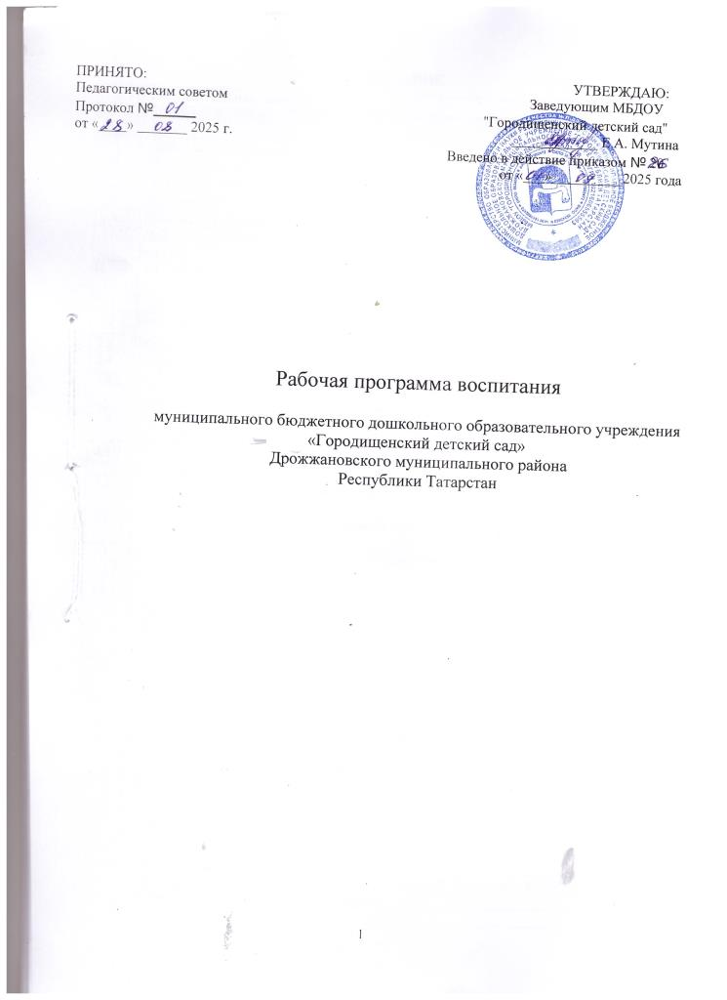 ПРИНЯТО:
Педагогическим советом
Протокол № 01
от «28» 08 2025 г.
УТВЕРЖДАЮ:
Заведующим МБДОУ
"Городищенский детский сад"
Е.А. Мутина
Введено в действие приказом № 26
от «01» 09 2025 года
Рабочая программа воспитания
муниципального бюджетного дошкольного образовательного учреждения
«Городищенский детский сад»
Дрожжановского муниципального района
Республики Татарстан
1